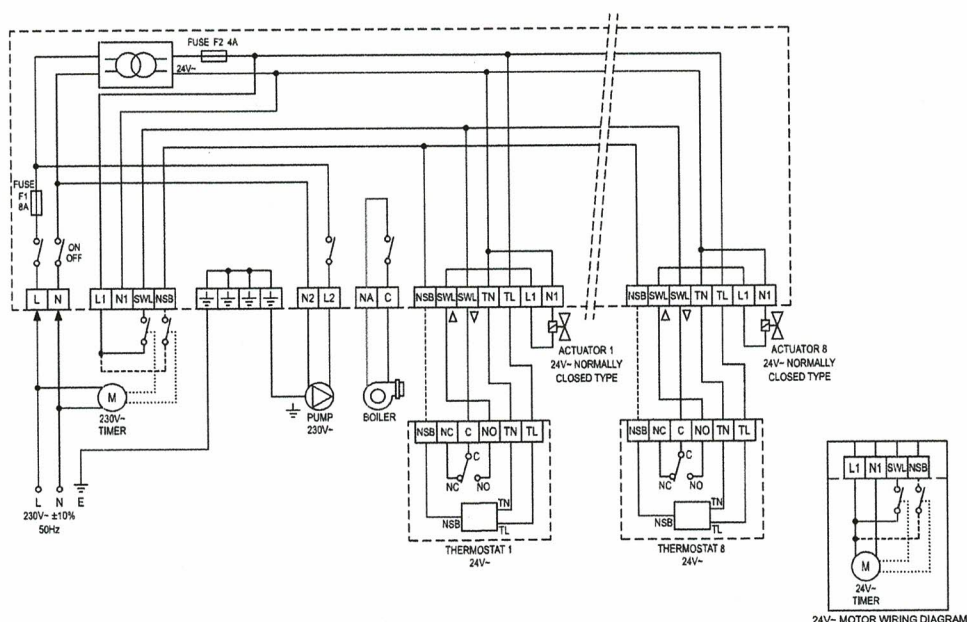 FUSE F2 4A
24V~
FUSE
F1
8A
ON
OFF
L N
L1 N1 SWL NSB
N2 L2
NA C
NSB SWL SWL TN TL L1 N1
NSB SWL SWL TN TL L1 N1
ACTUATOR 1
24V~ NORMALLY
CLOSED TYPE
ACTUATOR 8
24V~ NORMALLY
CLOSED TYPE
M
230V~
TIMER
PUMP
230V~
BOILER
NSB NC C NO TN TL
C
NC NO
TN
NSB
TL
THERMOSTAT 1
24V~
NSB NC C NO TN TL
C
NC NO
TN
NSB
TL
THERMOSTAT 8
24V~
L N E
230V~ ±10%
50Hz
L1 N1 SWL NSB
M
24V~
TIMER
24V~ MOTOR WIRING DIAGRAM